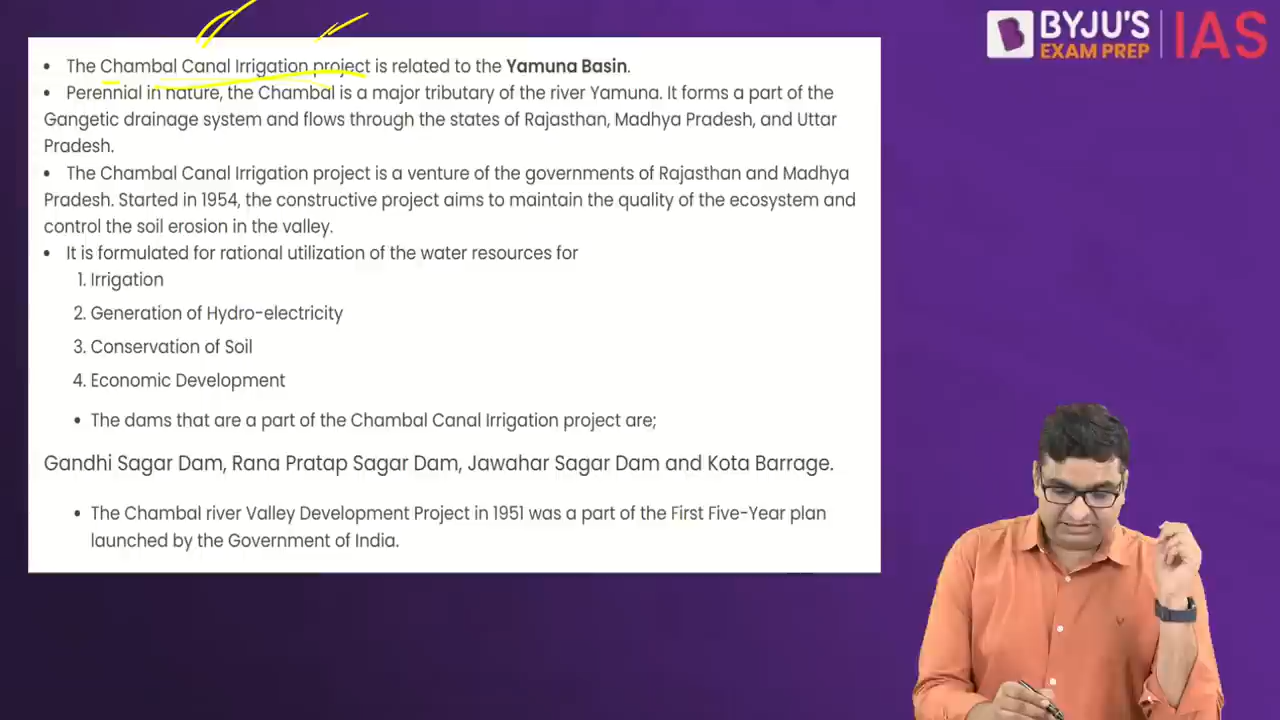 BYJU'S IAS
EXAM PREP
• The Chambal Canal Irrigation project is related to the Yamuna Basin.
• Perennial in nature, the Chambal is a major tributary of the river Yamuna. It forms a part of the
Gangetic drainage system and flows through the states of Rajasthan, Madhya Pradesh, and Uttar
Pradesh.
• The Chambal Canal Irrigation project is a venture of the governments of Rajasthan and Madhya
Pradesh. Started in 1954, the constructive project aims to maintain the quality of the ecosystem and
control the soil erosion in the valley.
• It is formulated for rational utilization of the water resources for
1. Irrigation
2. Generation of Hydro-electricity
3. Conservation of Soil
4. Economic Development
• The dams that are a part of the Chambal Canal Irrigation project are;
Gandhi Sagar Dam, Rana Pratap Sagar Dam, Jawahar Sagar Dam and Kota Barrage.
• The Chambal river Valley Development Project in 1951 was a part of the First Five-Year plan
launched by the Government of India.